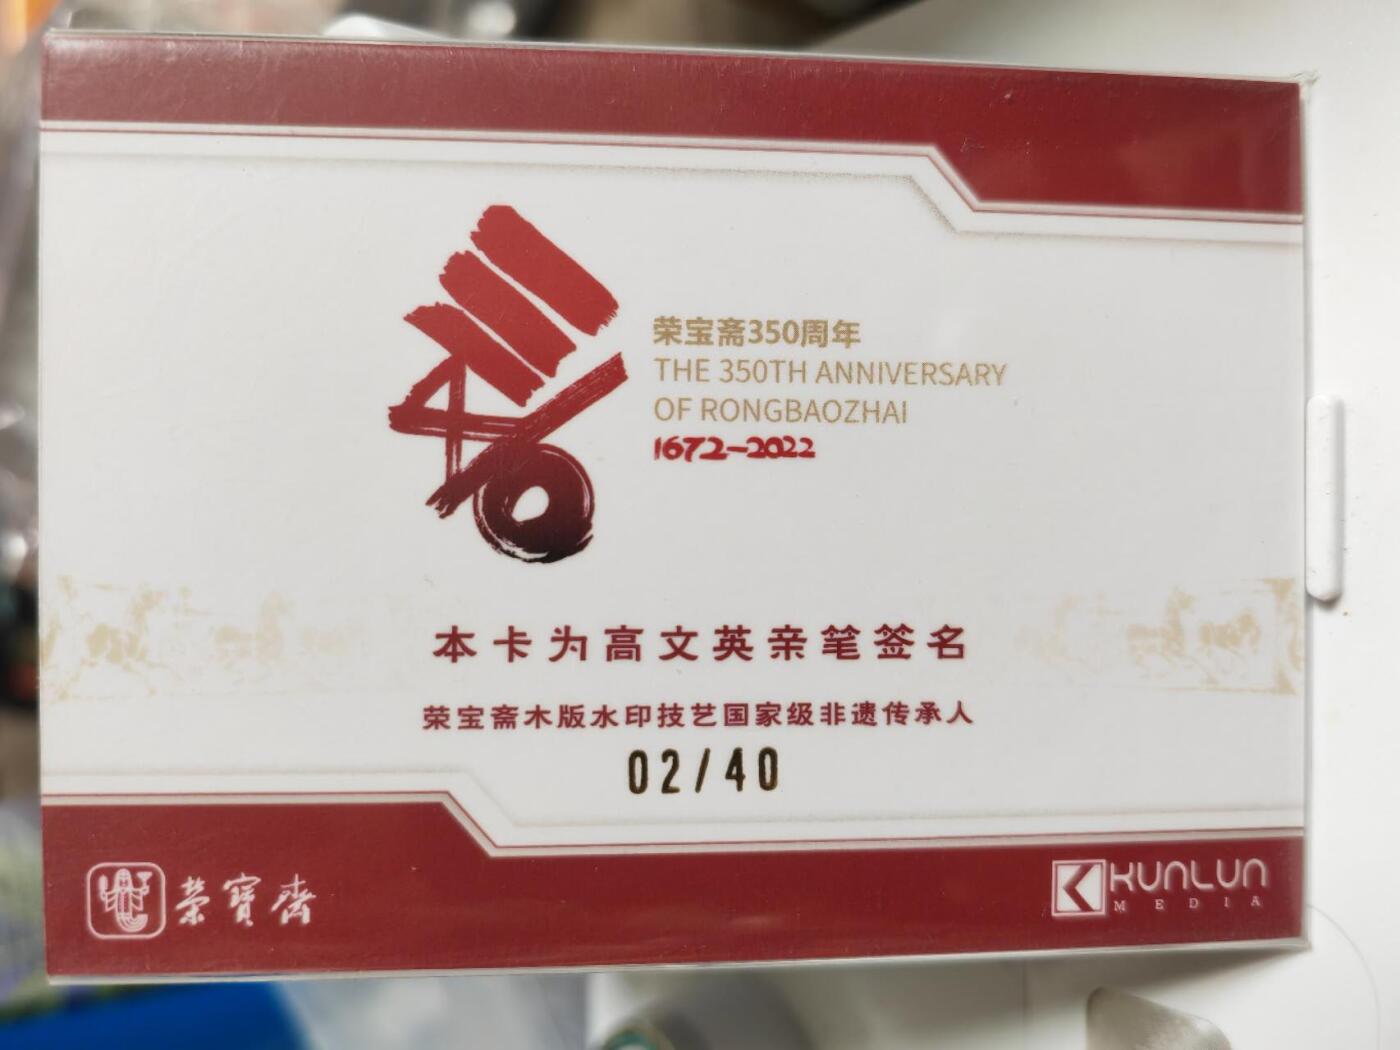 荣宝斋350周年
THE 350TH ANNIVERSARY
OF RONGBAOZHAI
1672-2022
本卡为高文英亲笔签名
荣宝斋木版水印技艺国家级非遗传承人
02/40
荣寶齋
KUNLUN
MEDIA